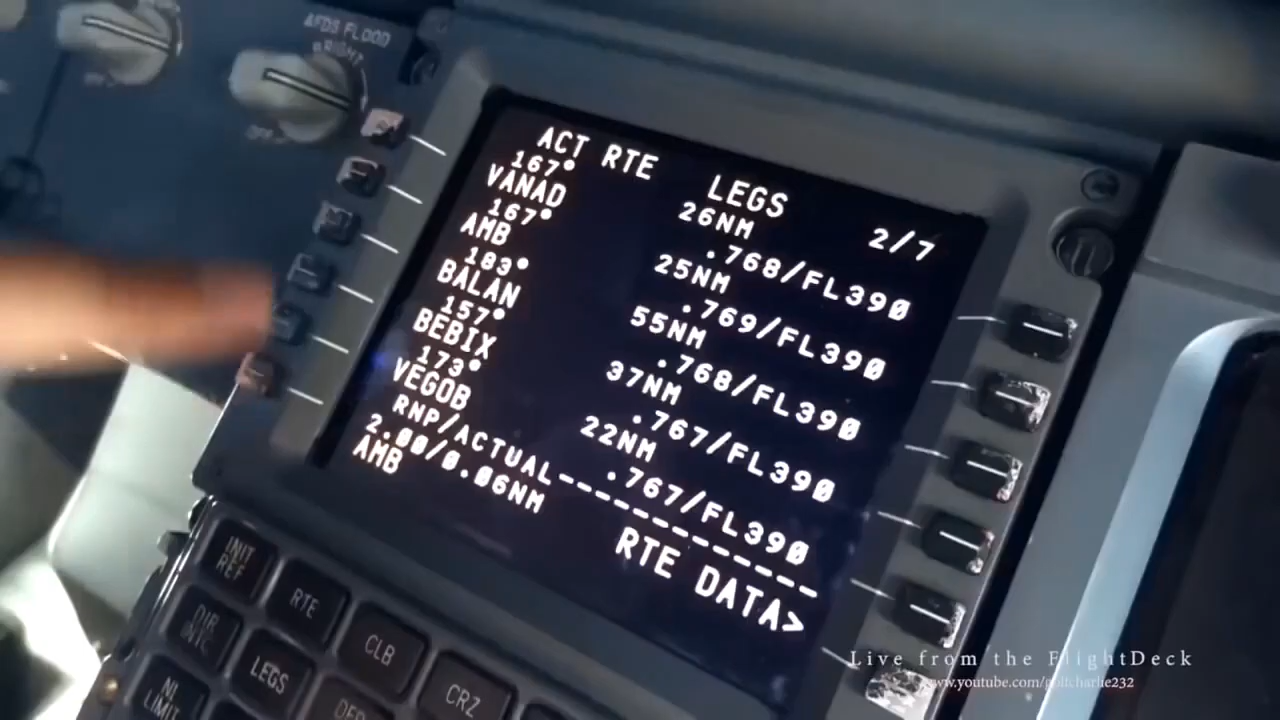 AFDS FLOOD
BRIGHT
OFF
ACT RTE LEGS 2/7
167° 26NM
VANAD .768/FL390
167° 25NM
AMB .769/FL390
183° 55NM
BALAN .768/FL390
157° 37NM
BEBIX .767/FL390
173° 22NM
VEGOB .767/FL390
RNP/ACTUAL----------
2.00/0.06NM RTE DATA>
AMB
INIT REF
RTE
CLB
CRZ
DIR INTC
LEGS
DEP
N1 LIMIT
Live from the FlightDeck
www.youtube.com/golfcharlie232